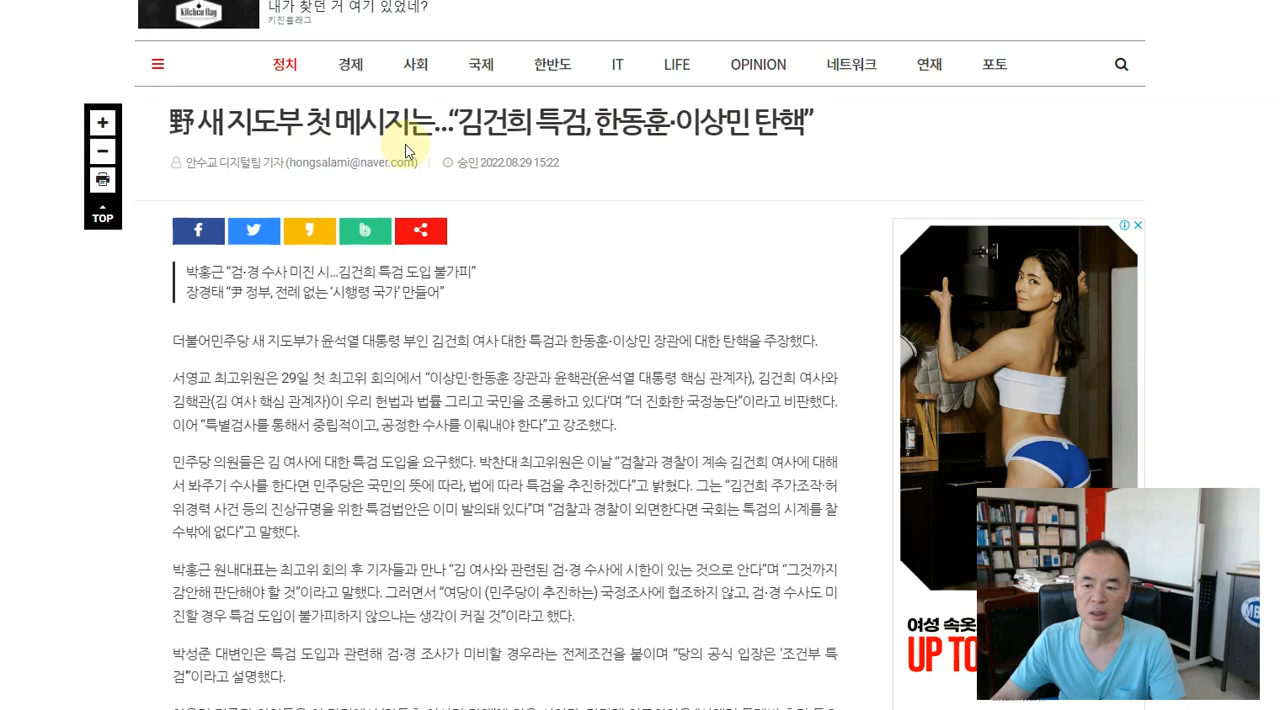 Kitchen flag
내가 찾던 거 여기 있었네?
키친플래그
정치 경제 사회 국제 한반도 IT LIFE OPINION 네트워크 연재 포토
野 새 지도부 첫 메시지는…“김건희 특검, 한동훈·이상민 탄핵”
안수교 디지털팀 기자 (hongsalami@naver.com) 승인 2022.08.29 15:22
TOP
박홍근 “검·경 수사 미진 시…김건희 특검 도입 불가피”
장경태 “尹 정부, 전례 없는 ‘시행령 국가’ 만들어”
더불어민주당 새 지도부가 윤석열 대통령 부인 김건희 여사 대한 특검과 한동훈·이상민 장관에 대한 탄핵을 주장했다.
서영교 최고위원은 29일 첫 최고위 회의에서 “이상민·한동훈 장관과 윤핵관(윤석열 대통령 핵심 관계자), 김건희 여사와
김핵관(김 여사 핵심 관계자)이 우리 헌법과 법률 그리고 국민을 조롱하고 있다‘며 ”더 진화한 국정농단”이라고 비판했다.
이어 “특별검사를 통해서 중립적이고, 공정한 수사를 이뤄내야 한다”고 강조했다.
민주당 의원들은 김 여사에 대한 특검 도입을 요구했다. 박찬대 최고위원은 이날 “검찰과 경찰이 계속 김건희 여사에 대해
서 봐주기 수사를 한다면 민주당은 국민의 뜻에 따라, 법에 따라 특검을 추진하겠다”고 밝혔다. 그는 “김건희 주가조작·허
위경력 사건 등의 진상규명을 위한 특검법안은 이미 발의돼 있다”며 “검찰과 경찰이 외면한다면 국회는 특검의 시계를 찰
수밖에 없다”고 말했다.
박홍근 원내대표는 최고위 회의 후 기자들과 만나 “김 여사와 관련된 검·경 수사에 시한이 있는 것으로 안다”며 “그것까지
감안해 판단해야 할 것”이라고 말했다. 그러면서 “여당이 (민주당이 추진하는) 국정조사에 협조하지 않고, 검·경 수사도 미
진할 경우 특검 도입이 불가피하지 않으냐는 생각이 커질 것”이라고 했다.
박성준 대변인은 특검 도입과 관련해 검·경 조사가 미비할 경우라는 전제조건을 붙이며 “당의 공식 입장은 '조건부 특
검'”이라고 설명했다.
여성 속옷
UP TO
MB